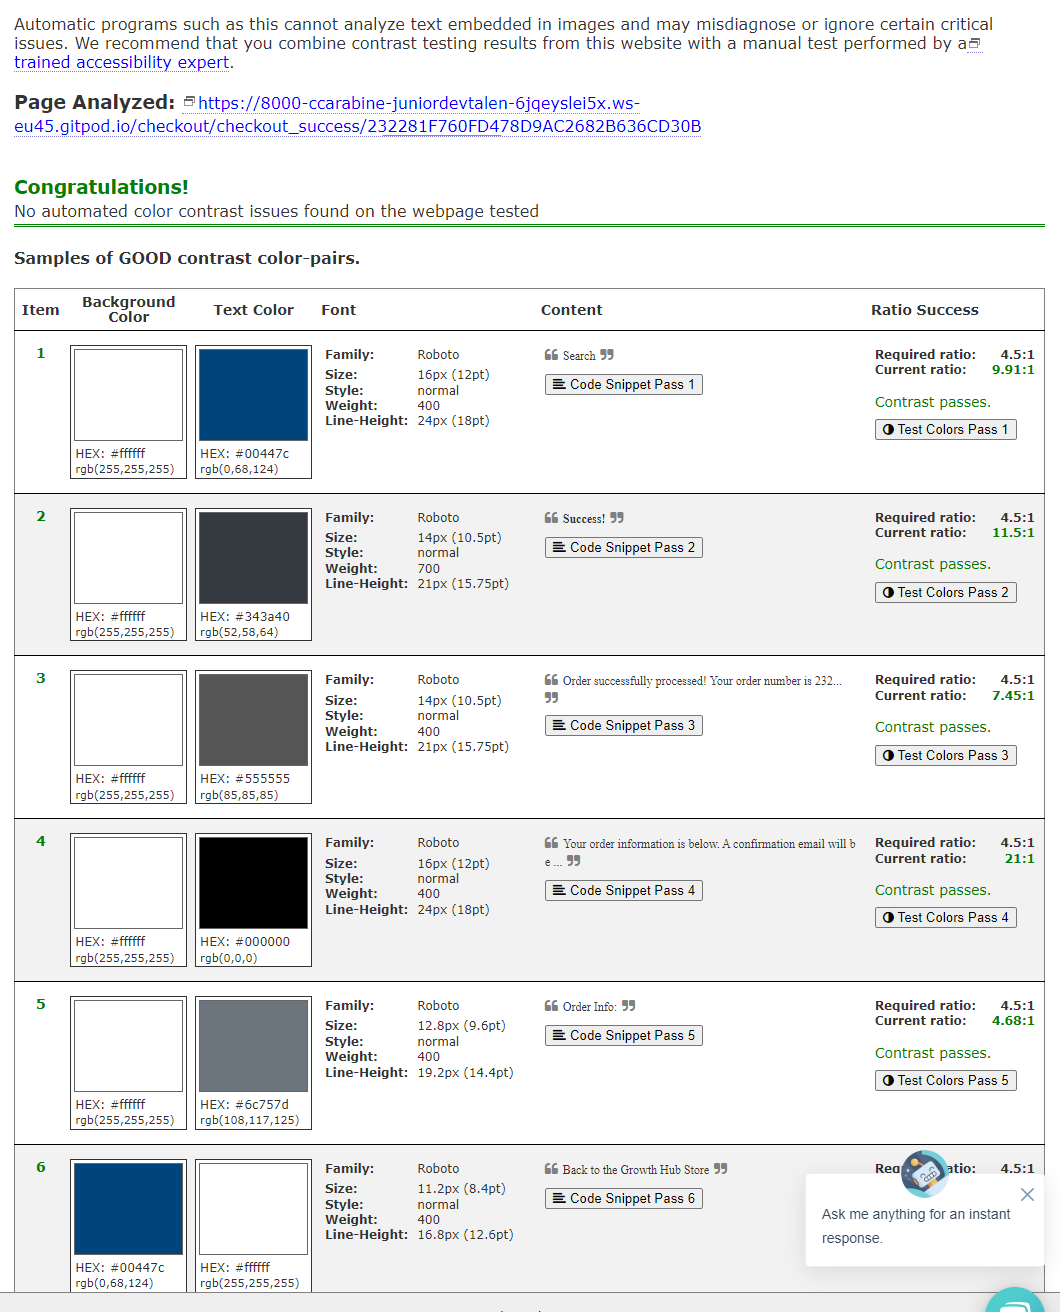 Automatic programs such as this cannot analyze text embedded in images and may misdiagnose or ignore certain critical
issues. We recommend that you combine contrast testing results from this website with a manual test performed by a
trained accessibility expert.
Page Analyzed: https://8000-ccarabine-juniordevtalen-6jqeyslei5x.ws-
eu45.gitpod.io/checkout/checkout_success/232281F760FD478D9AC2682B636CD30B
Congratulations!
No automated color contrast issues found on the webpage tested
Samples of GOOD contrast color-pairs.
Item Background Color Text Color Font Content Ratio Success
1
HEX: #ffffff
rgb(255,255,255)
HEX: #00447c
rgb(0,68,124)
Family: Roboto
Size: 16px (12pt)
Style: normal
Weight: 400
Line-Height: 24px (18pt)
❝ Search ❞
Code Snippet Pass 1
Required ratio: 4.5:1
Current ratio: 9.91:1
Contrast passes.
Test Colors Pass 1
2
HEX: #ffffff
rgb(255,255,255)
HEX: #343a40
rgb(52,58,64)
Family: Roboto
Size: 14px (10.5pt)
Style: normal
Weight: 700
Line-Height: 21px (15.75pt)
❝ Success! ❞
Code Snippet Pass 2
Required ratio: 4.5:1
Current ratio: 11.5:1
Contrast passes.
Test Colors Pass 2
3
HEX: #ffffff
rgb(255,255,255)
HEX: #555555
rgb(85,85,85)
Family: Roboto
Size: 14px (10.5pt)
Style: normal
Weight: 400
Line-Height: 21px (15.75pt)
❝ Order successfully processed! Your order number is 232...
❞
Code Snippet Pass 3
Required ratio: 4.5:1
Current ratio: 7.45:1
Contrast passes.
Test Colors Pass 3
4
HEX: #ffffff
rgb(255,255,255)
HEX: #000000
rgb(0,0,0)
Family: Roboto
Size: 16px (12pt)
Style: normal
Weight: 400
Line-Height: 24px (18pt)
❝ Your order information is below. A confirmation email will b
e ... ❞
Code Snippet Pass 4
Required ratio: 4.5:1
Current ratio: 21:1
Contrast passes.
Test Colors Pass 4
5
HEX: #ffffff
rgb(255,255,255)
HEX: #6c757d
rgb(108,117,125)
Family: Roboto
Size: 12.8px (9.6pt)
Style: normal
Weight: 400
Line-Height: 19.2px (14.4pt)
❝ Order Info: ❞
Code Snippet Pass 5
Required ratio: 4.5:1
Current ratio: 4.68:1
Contrast passes.
Test Colors Pass 5
6
HEX: #00447c
rgb(0,68,124)
HEX: #ffffff
rgb(255,255,255)
Family: Roboto
Size: 11.2px (8.4pt)
Style: normal
Weight: 400
Line-Height: 16.8px (12.6pt)
❝ Back to the Growth Hub Store ❞
Code Snippet Pass 6
4.5:1
Ask me anything for an instant
response.